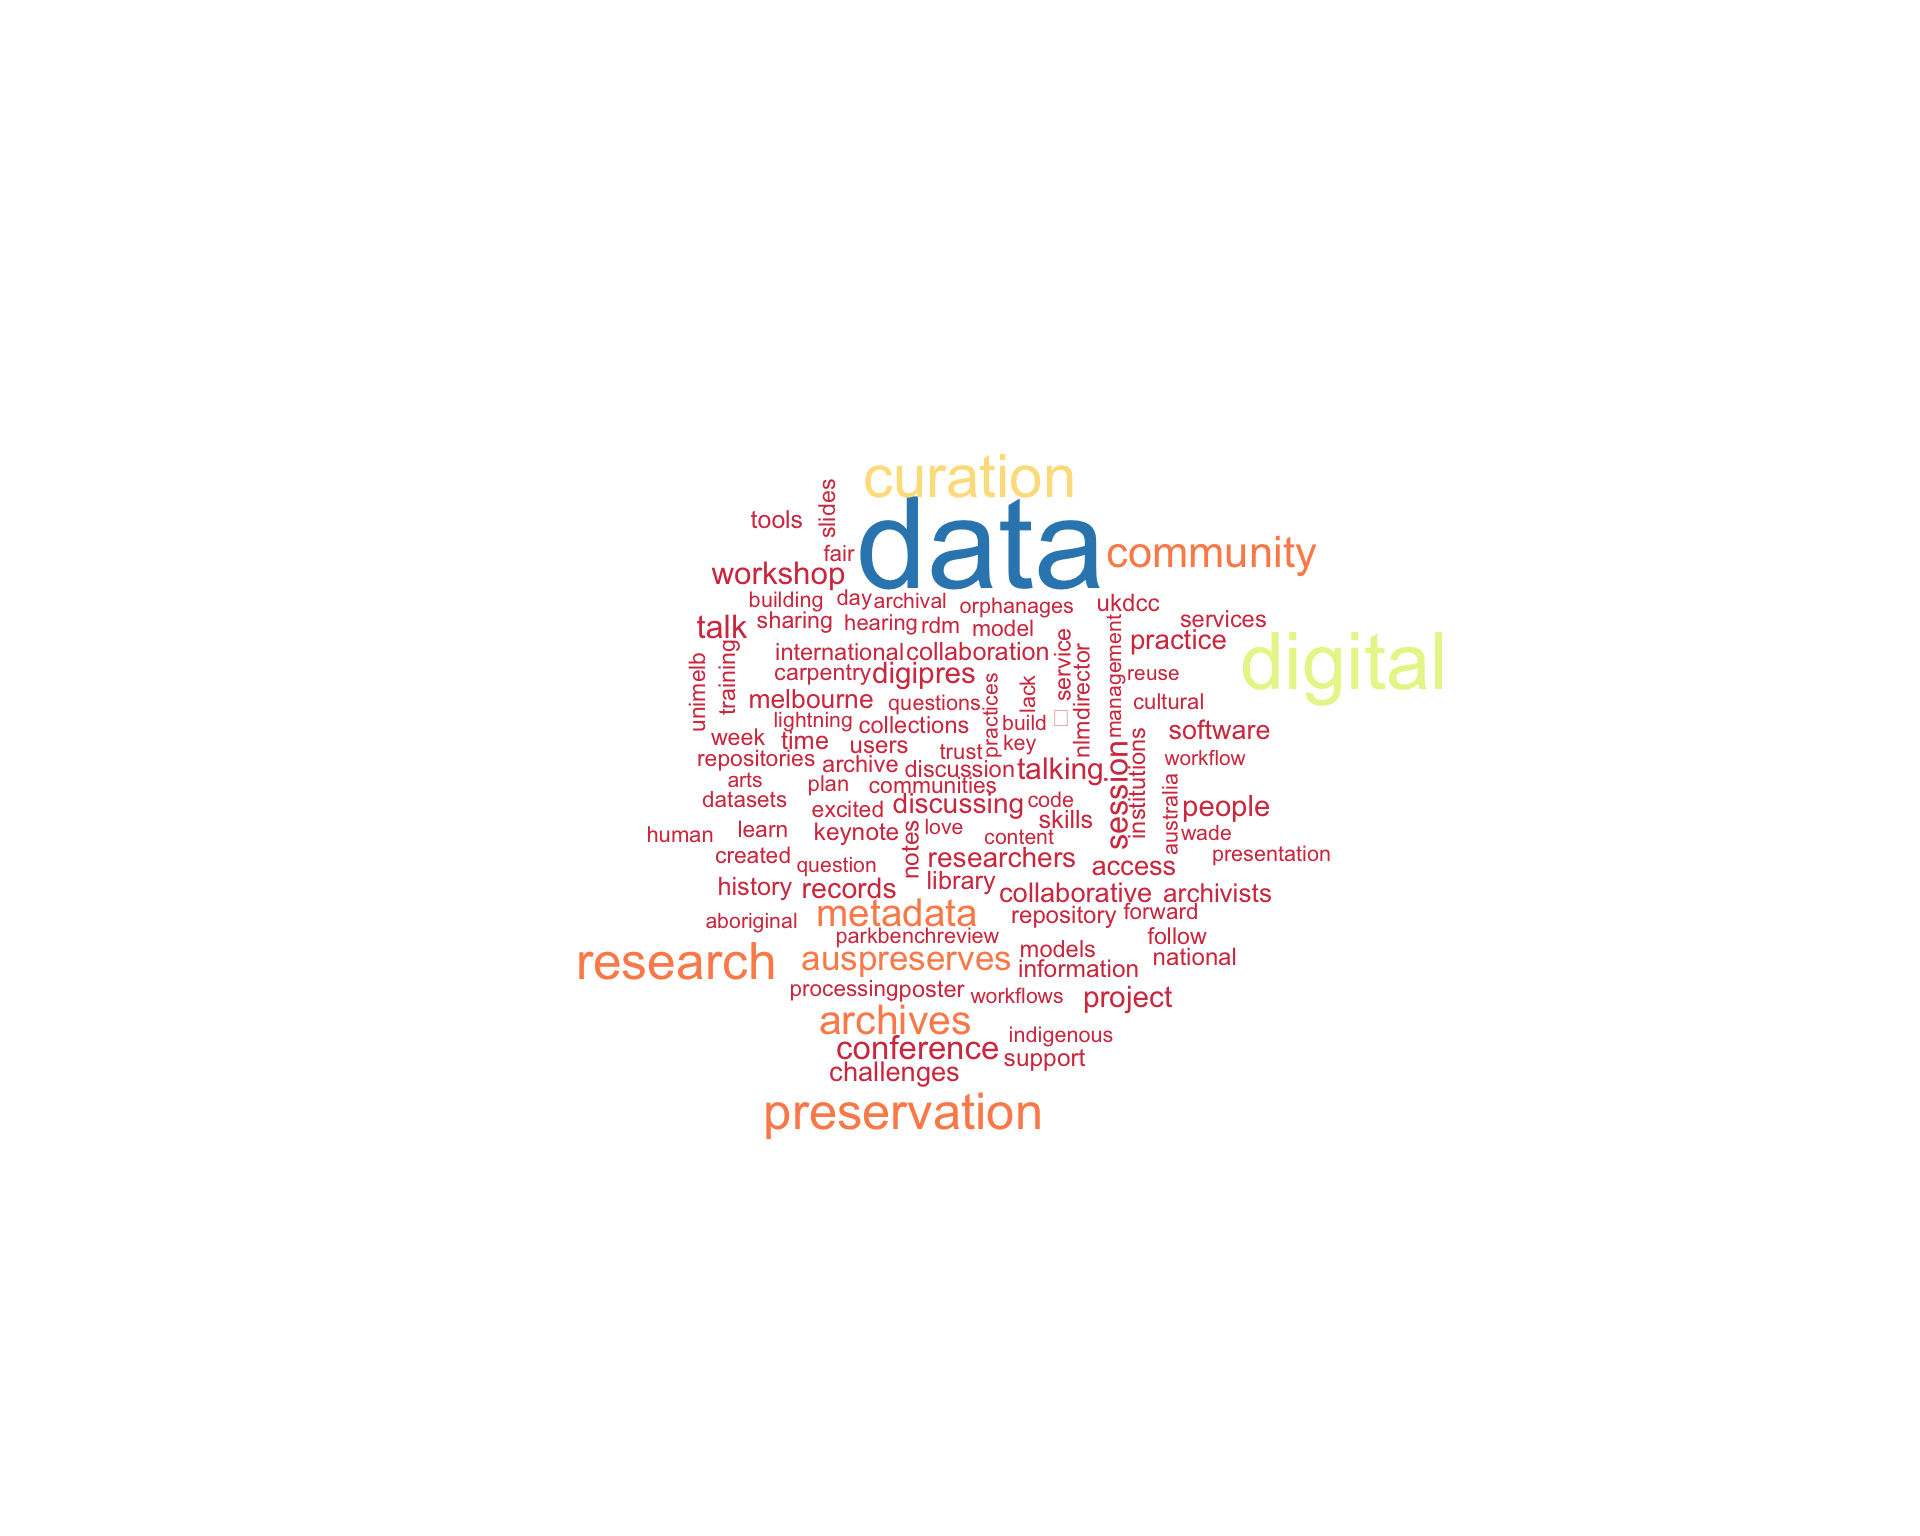 curation
slides
tools
data
fair
community
workshop
building
day
archival
orphanages
ukdcc
sharing
hearing
rdm
model
services
talk
practice
international
collaboration
service
management
digital
carpentry
digipres
reuse
unimelb
training
melbourne
questions
practices
lack
nlmdirector
cultural
lightning
collections
build
software
week
time
users
trust
key
repositories
archive
discussion
talking
session
institutions
workflow
arts
plan
communities
australia
datasets
excited
discussing
code
people
human
learn
keynote
love
skills
content
wade
created
question
notes
researchers
access
presentation
history
records
library
collaborative
archivists
aboriginal
metadata
repository
forward
parkbenchreview
follow
research
auspreserves
models
national
information
processing
poster
workflows
project
archives
indigenous
conference
support
challenges
preservation